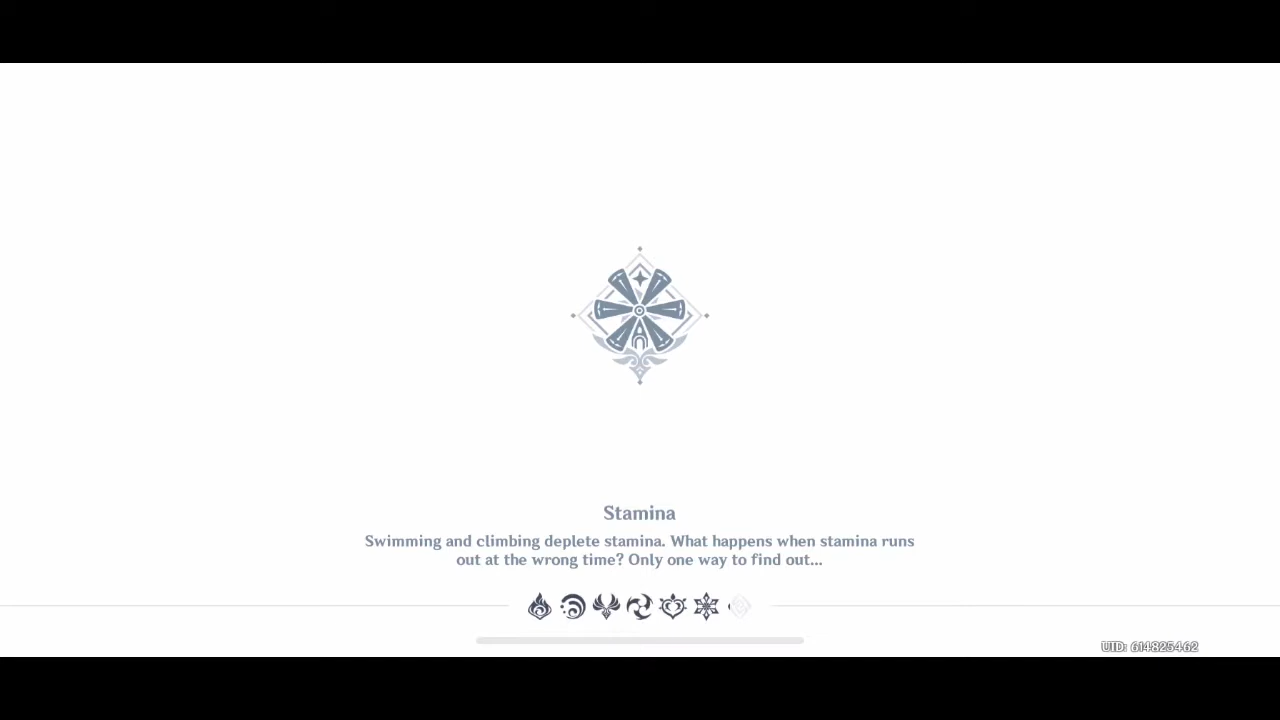 Stamina
Swimming and climbing deplete stamina. What happens when stamina runs
out at the wrong time? Only one way to find out...
UID: 614825462